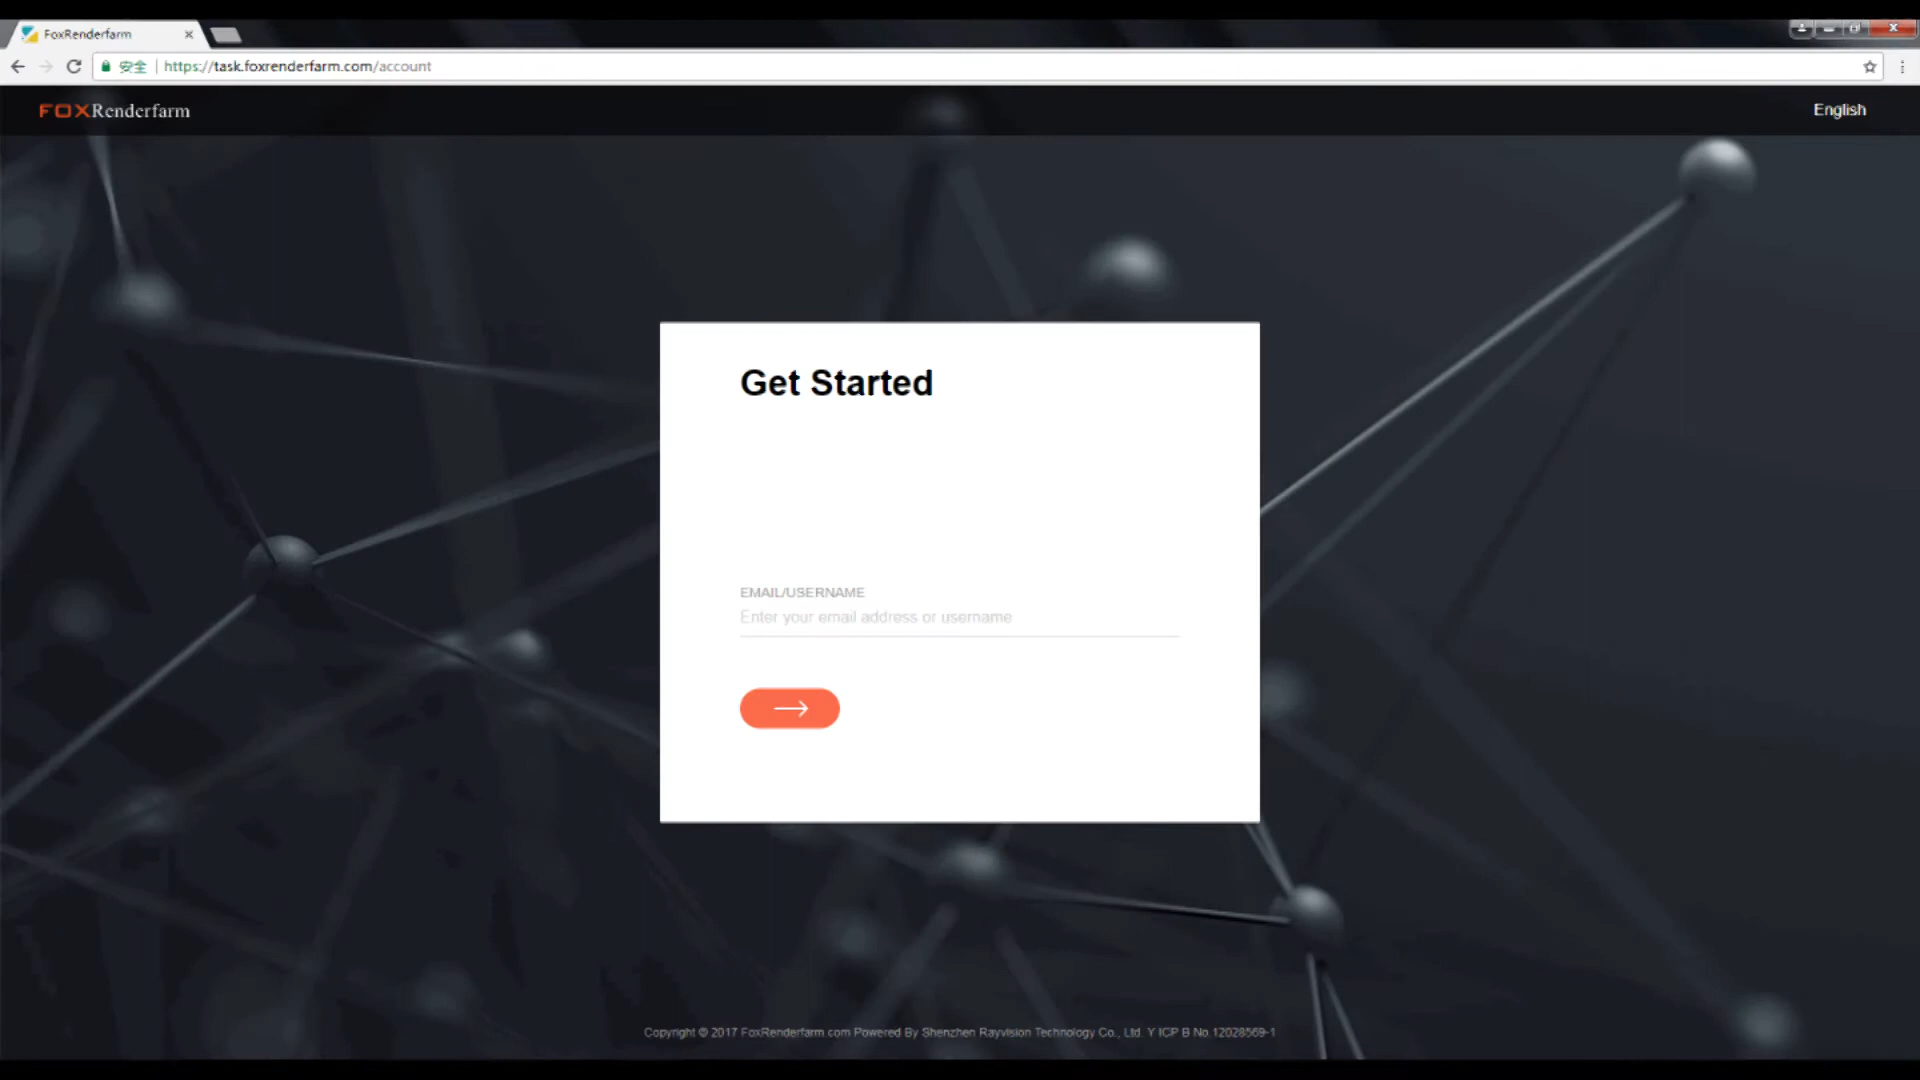 FoxRenderfarm
安全
https://task.foxrenderfarm.com/account
FOXRenderfarm
English
Get Started
EMAIL/USERNAME
Enter your email address or username
Copyright © 2017 FoxRenderfarm.com Powered By Shenzhen Rayvision Technology Co., Ltd. Y ICP B No.12028569-1